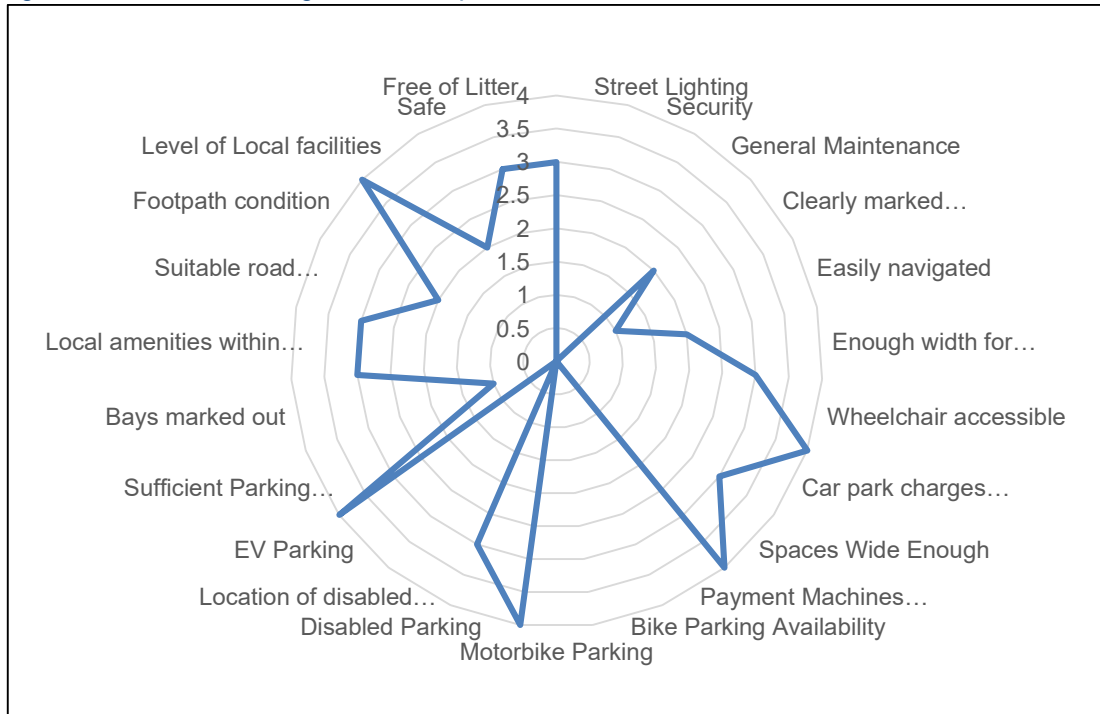 Free of Litter
Street Lighting
Safe
Security
Level of Local facilities
General Maintenance
Footpath condition
Clearly marked…
Suitable road…
Easily navigated
Local amenities within…
Enough width for…
Bays marked out
Wheelchair accessible
Sufficient Parking…
Car park charges…
EV Parking
Spaces Wide Enough
Location of disabled…
Payment Machines…
Disabled Parking
Bike Parking Availability
Motorbike Parking
4
3.5
3
2.5
2
1.5
1
0.5
0